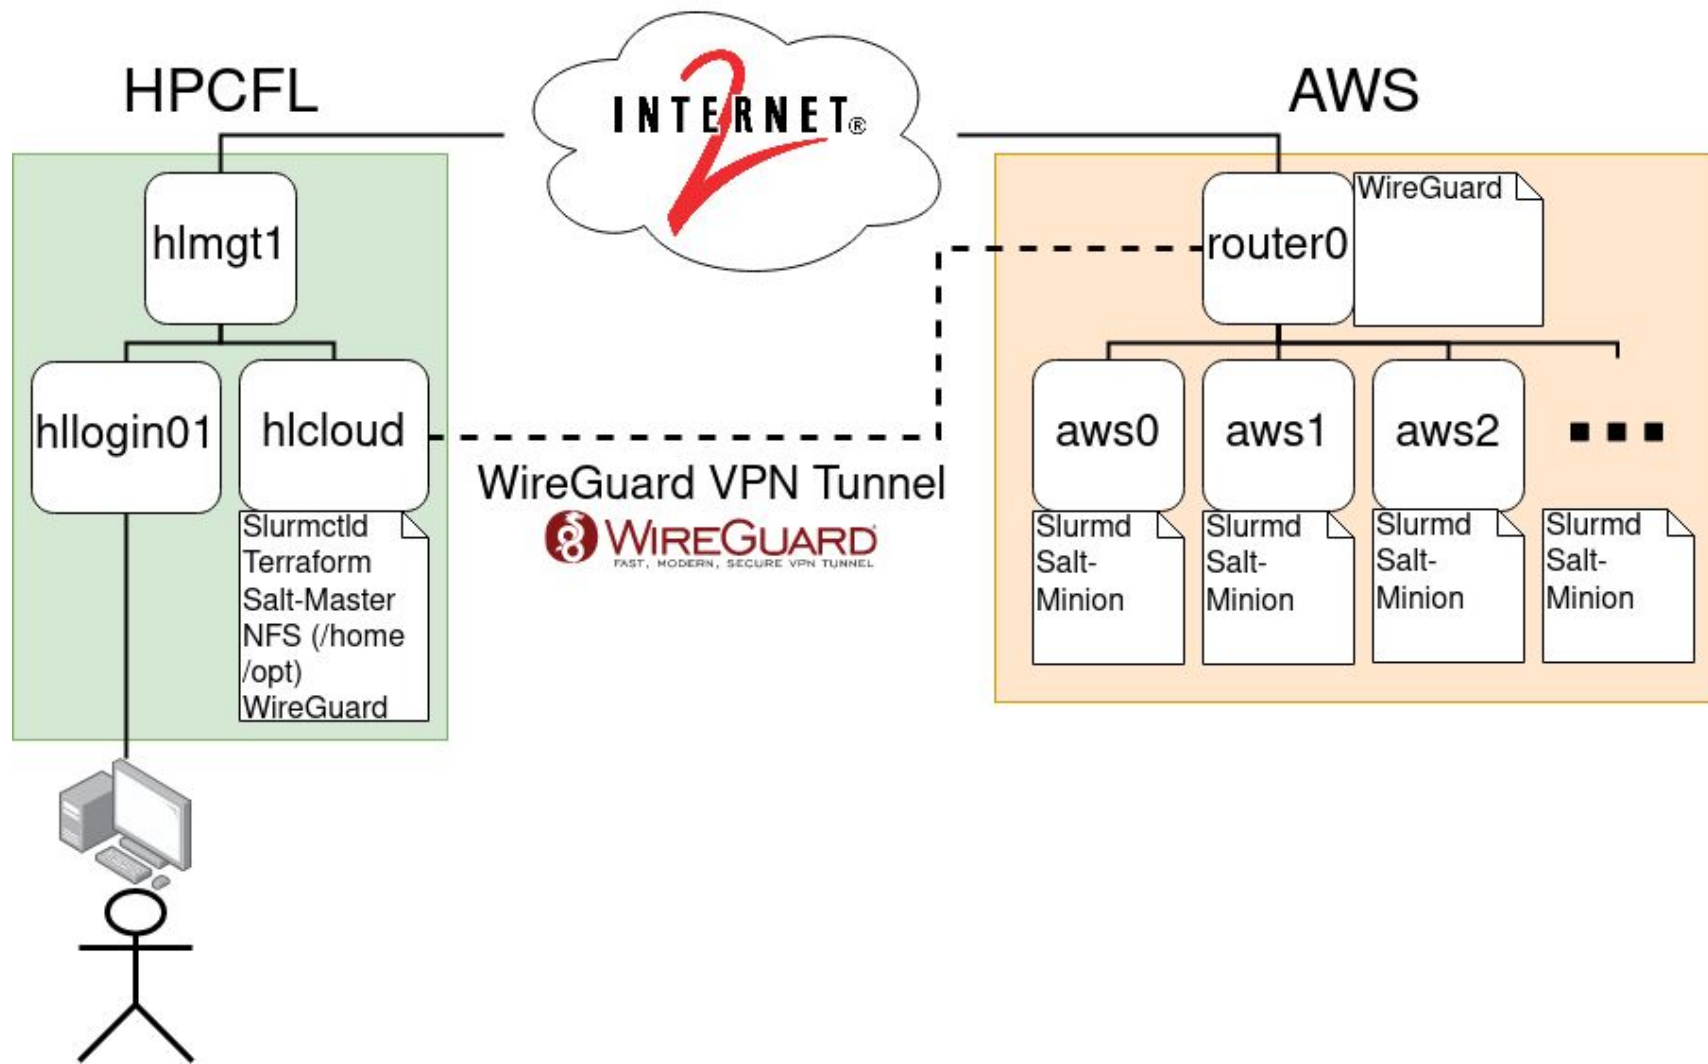 HPCFL
INTERNET®
2
AWS
hlmgt1
router0
WireGuard
hllogin01
hlcloud
aws0
aws1
aws2
WireGuard VPN Tunnel
WIREGUARD
FAST, MODERN, SECURE VPN TUNNEL
Slurmctld
Terraform
Salt-Master
NFS (/home
/opt)
WireGuard
Slurmd
Salt-
Minion
Slurmd
Salt-
Minion
Slurmd
Salt-
Minion
Slurmd
Salt-
Minion